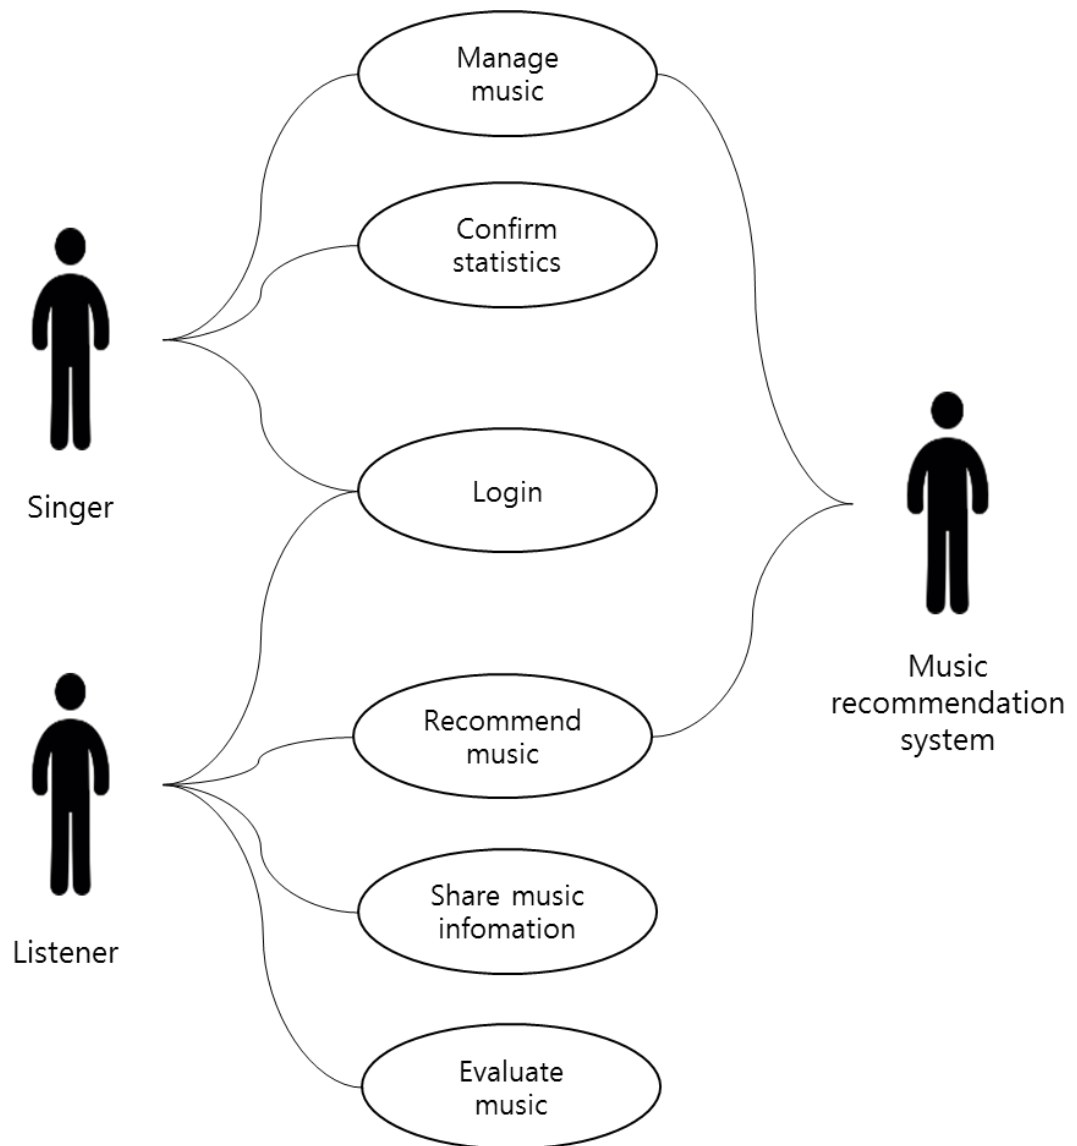 Manage
music
Confirm
statistics
Singer
Login
Music
recommendation
system
Recommend
music
Listener
Share music
infomation
Evaluate
music